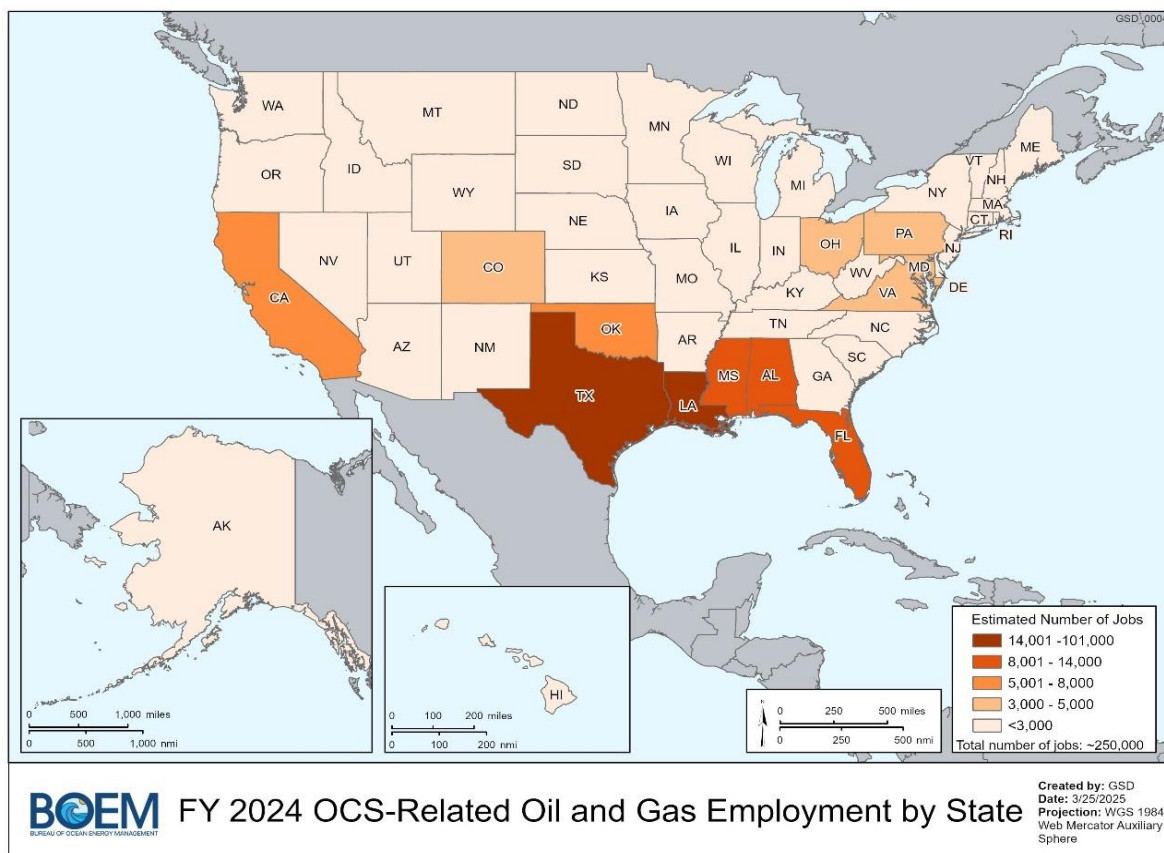 GSD_0004
WA
MT
ND
MN
ME
VT
NH
OR
ID
SD
WI
MI
NY
MA
CT
RI
WY
NE
IA
PA
NJ
OH
NV
UT
CO
KS
MO
IL
IN
WV
MD
DE
VA
KY
CA
AZ
NM
OK
AR
TN
NC
SC
MS
AL
GA
TX
LA
FL
AK
0 500 1,000 miles
0 500 1,000 nmi
HI
0 100 200 miles
0 100 200 nmi
N
0 250 500 miles
0 250 500 nmi
Estimated Number of Jobs
14,001 -101,000
8,001 - 14,000
5,001 - 8,000
3,000 - 5,000
<3,000
Total number of jobs: ~250,000
BOEM
BUREAU OF OCEAN ENERGY MANAGEMENT
FY 2024 OCS-Related Oil and Gas Employment by State
Created by: GSD
Date: 3/25/2025
Projection: WGS 1984
Web Mercator Auxiliary
Sphere